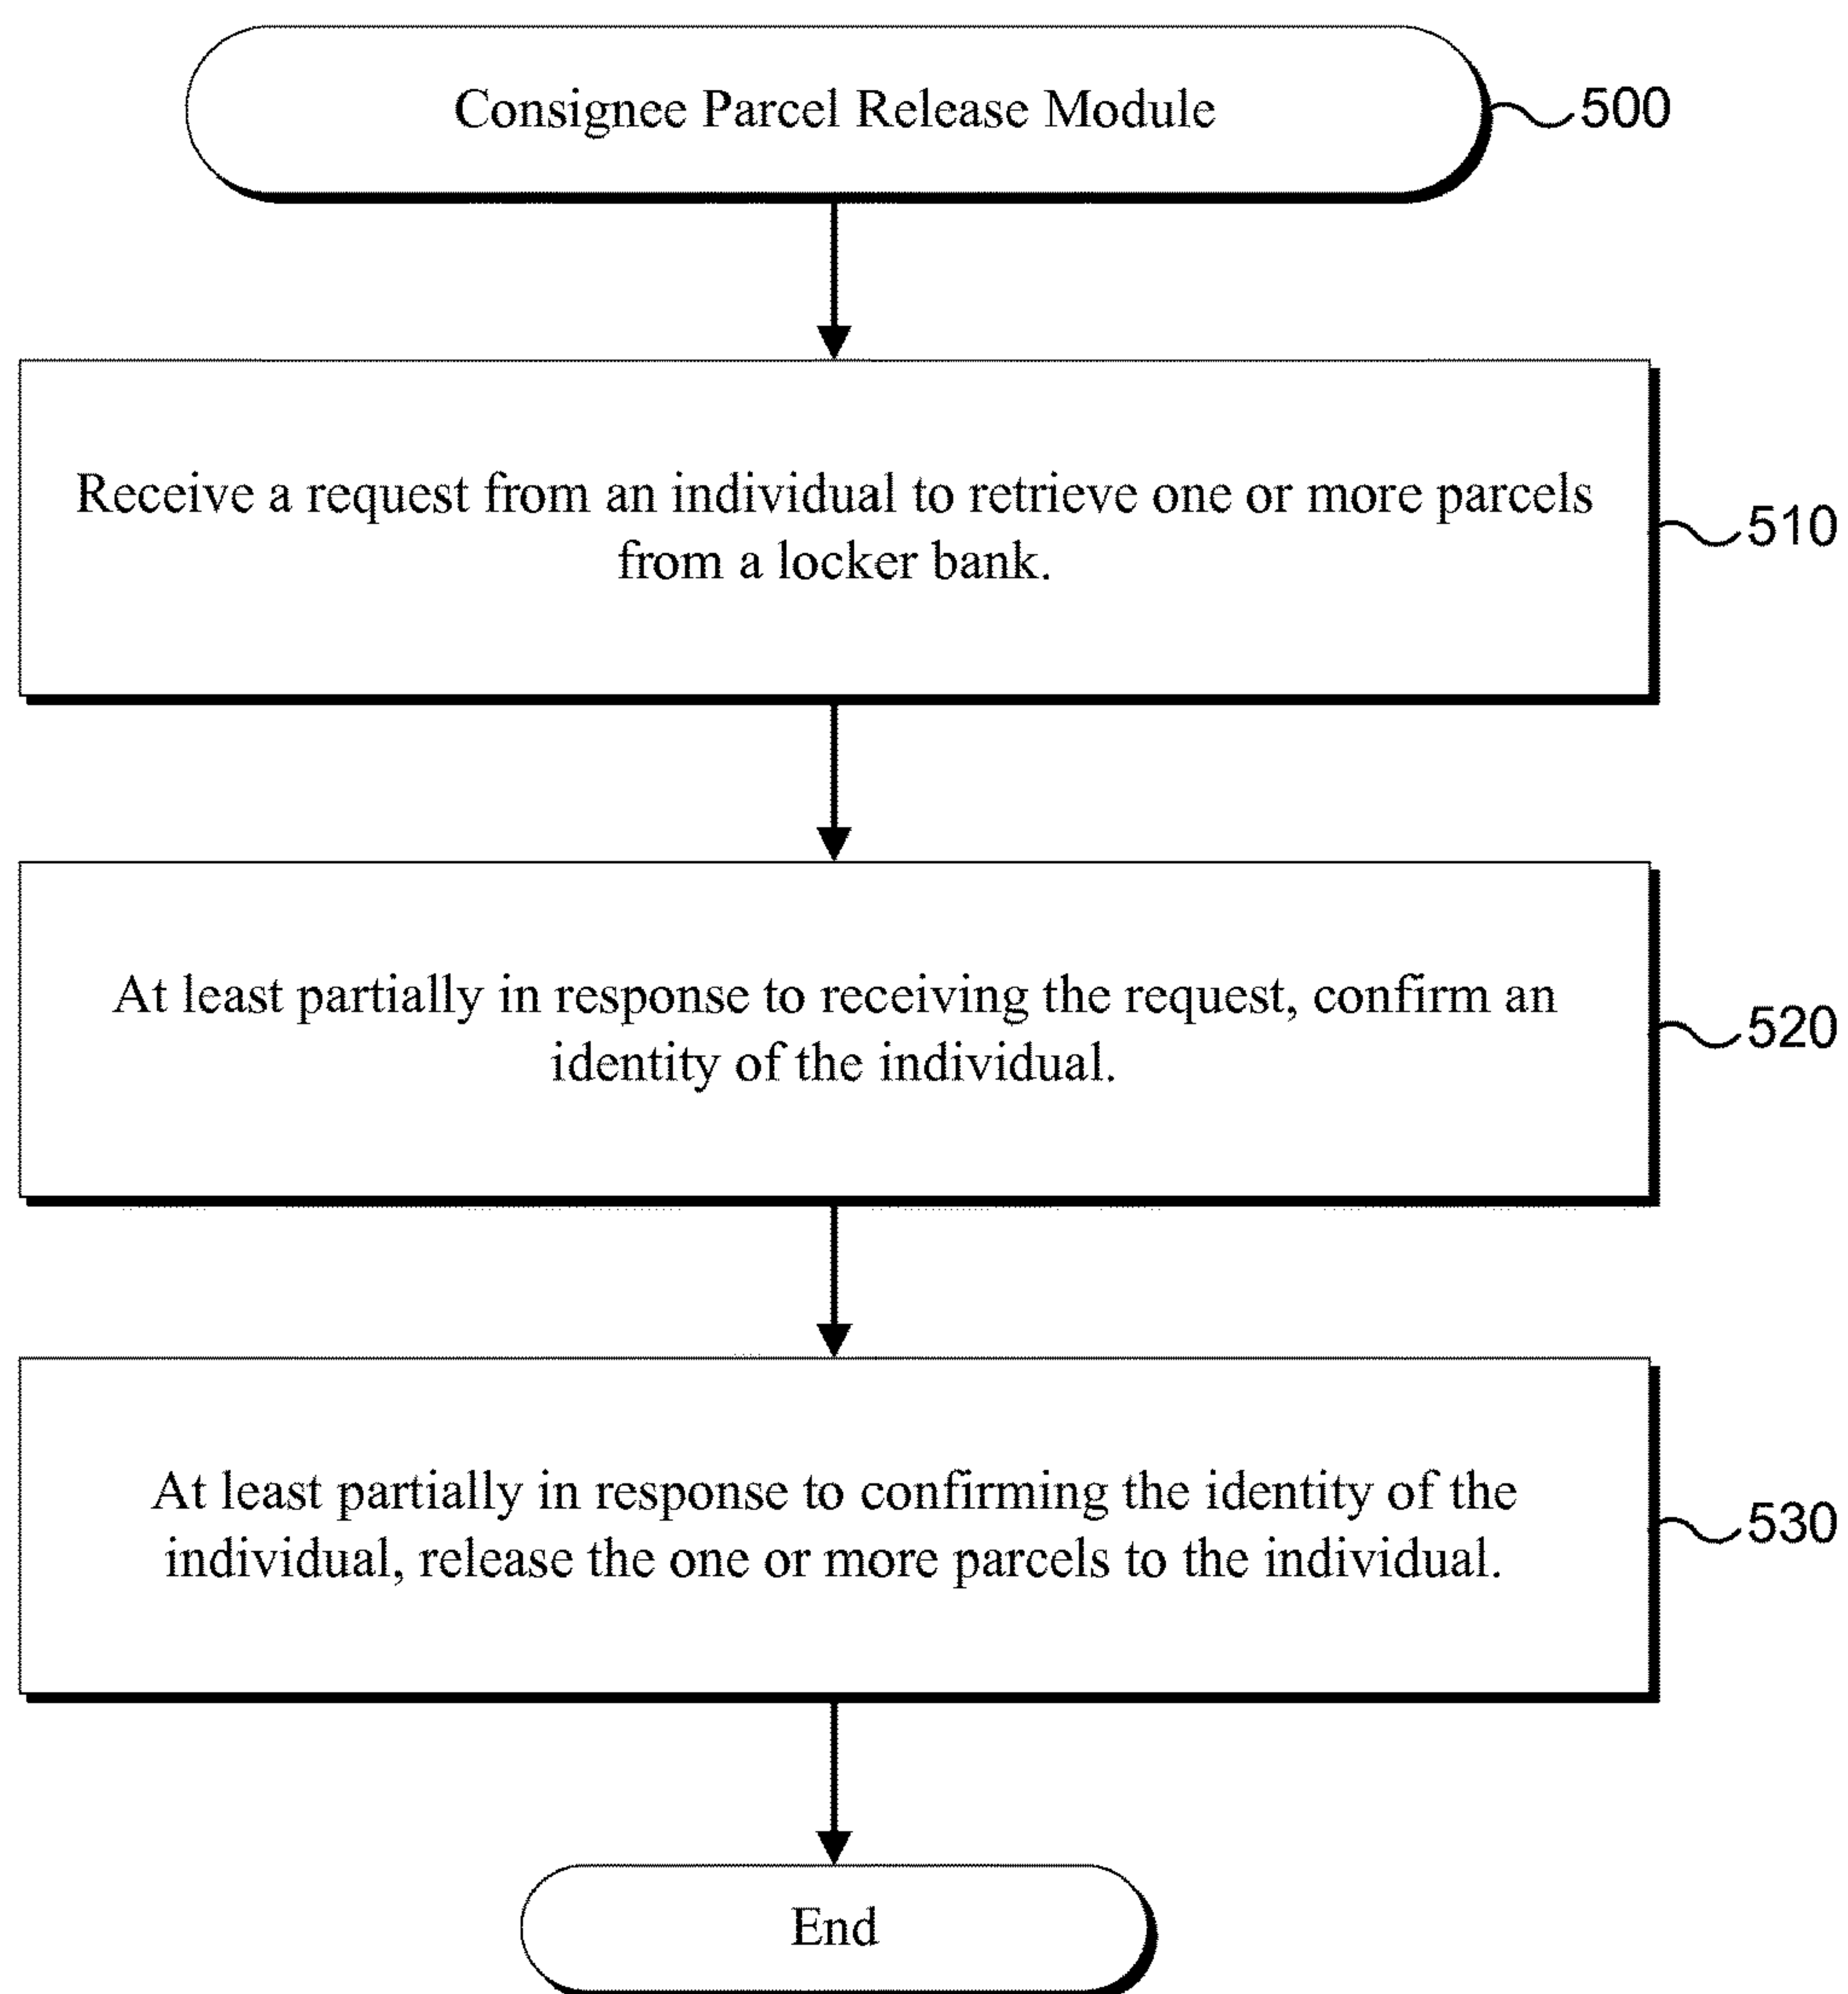 Consignee Parcel Release Module
500
Receive a request from an individual to retrieve one or more parcels
from a locker bank.
510
At least partially in response to receiving the request, confirm an
identity of the individual.
520
At least partially in response to confirming the identity of the
individual, release the one or more parcels to the individual.
530
End